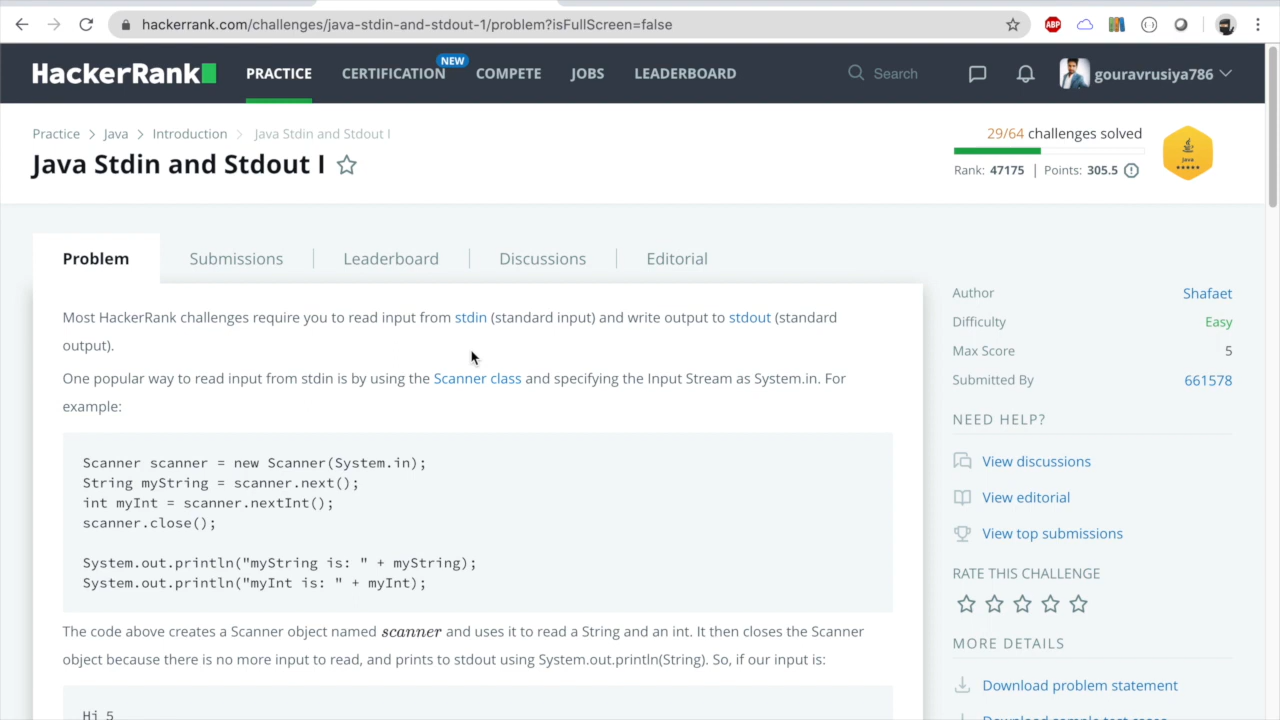 hackerrank.com/challenges/java-stdin-and-stdout-1/problem?isFullScreen=false
ABP
HackerRank
PRACTICE
CERTIFICATION
NEW
COMPETE
JOBS
LEADERBOARD
Search
gouravrusiya786
Practice > Java > Introduction > Java Stdin and Stdout I
Java Stdin and Stdout I
29/64 challenges solved
Rank: 47175 | Points: 305.5
Java
Problem
Submissions
Leaderboard
Discussions
Editorial
Most HackerRank challenges require you to read input from stdin (standard input) and write output to stdout (standard
output).
One popular way to read input from stdin is by using the Scanner class and specifying the Input Stream as System.in. For
example:
Scanner scanner = new Scanner(System.in);
String myString = scanner.next();
int myInt = scanner.nextInt();
scanner.close();
System.out.println("myString is: " + myString);
System.out.println("myInt is: " + myInt);
The code above creates a Scanner object named scanner and uses it to read a String and an int. It then closes the Scanner
object because there is no more input to read, and prints to stdout using System.out.println(String). So, if our input is:
Hi 5
Author Shafaet
Difficulty Easy
Max Score 5
Submitted By 661578
NEED HELP?
View discussions
View editorial
View top submissions
RATE THIS CHALLENGE
MORE DETAILS
Download problem statement
Download sample test cases